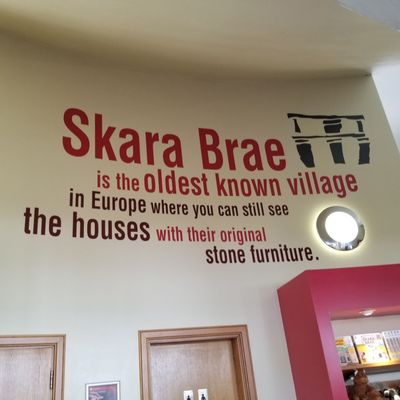 Skara Brae
is the oldest known village
in Europe where you can still see
the houses with their original
stone furniture.